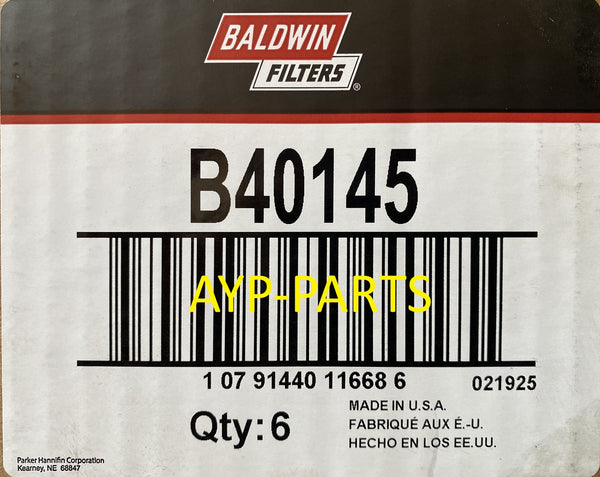 BALDWIN
FILTERS®
B40145
AYP-PARTS
1 07 91440 11668 6
021925
Qty: 6
MADE IN U.S.A.
FABRIQUÉ AUX É.-U.
HECHO EN LOS EE.UU.
Parker Hannifin Corporation
Kearney, NE 68847